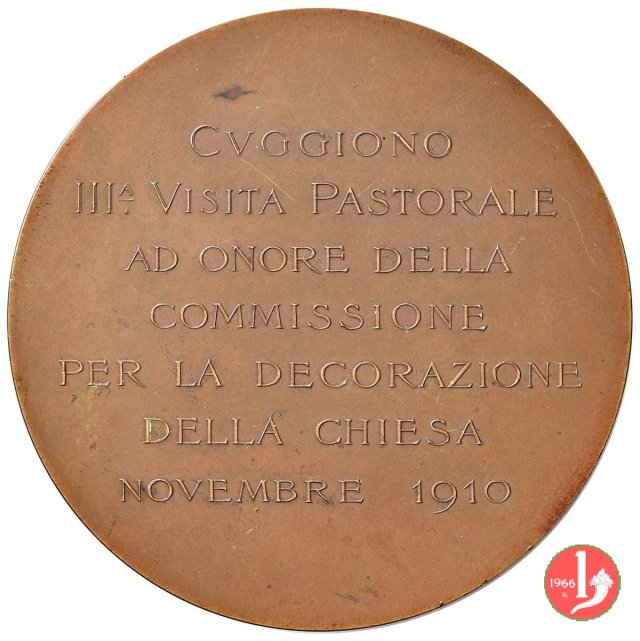 CVGGIONO
IIIA. VISITA PASTORALE
AD ONORE DELLA
COMMISSIONE
PER LA DECORAZIONE
DELLA CHIESA
NOVEMBRE 1910
1966